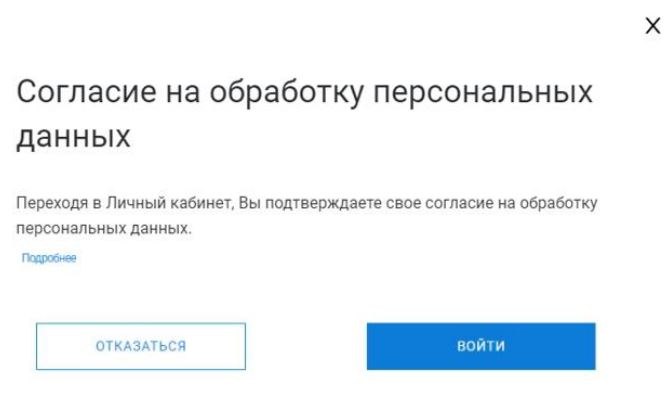 X
Согласие на обработку персональных
данных
Переходя в Личный кабинет, Вы подтверждаете свое согласие на обработку
персональных данных.
Подробнее
ОТКАЗАТЬСЯ
ВОЙТИ